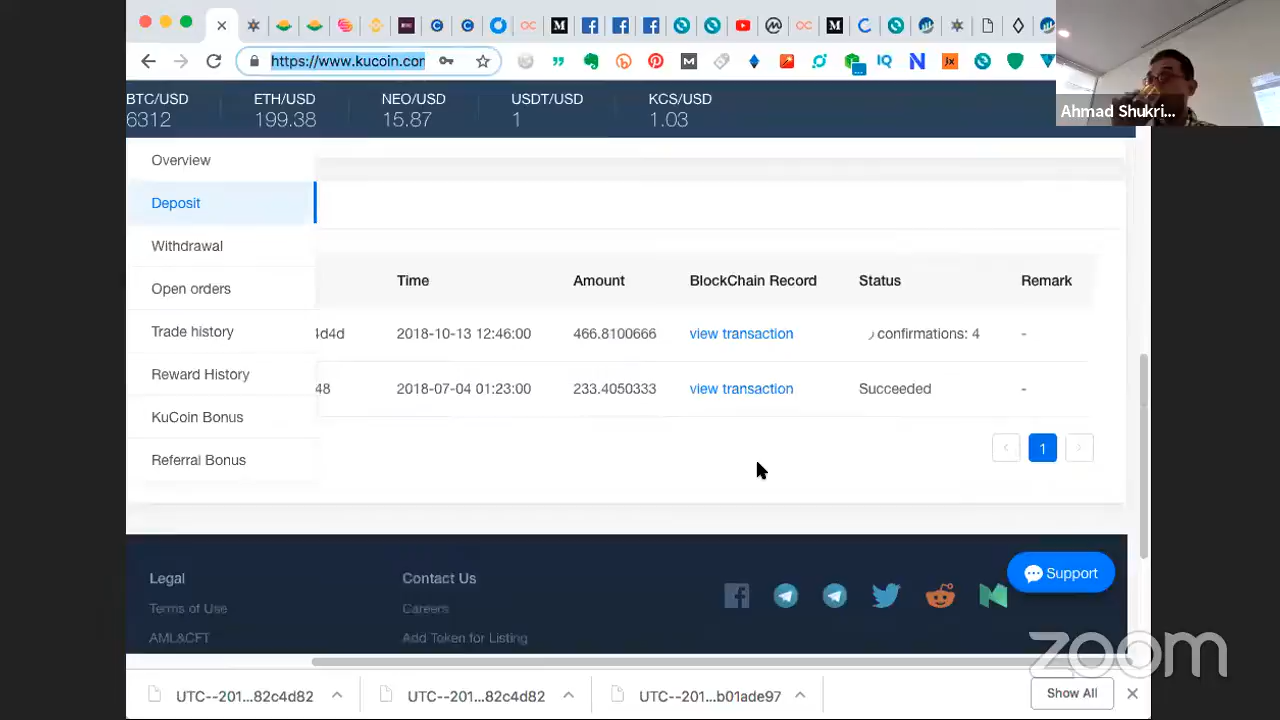 https://www.kucoin.cor
BTC/USD ETH/USD NEO/USD USDT/USD KCS/USD
6312 199.38 15.87 1 1.03
Ahmad Shukri...
Overview
Deposit
Withdrawal
Open orders
Trade history
Reward History
KuCoin Bonus
Referral Bonus
Time Amount BlockChain Record Status Remark
4d4d 2018-10-13 12:46:00 466.8100666 view transaction confirmations: 4 -
48 2018-07-04 01:23:00 233.4050333 view transaction Succeeded -
< 1 >
Legal Contact Us
Support
Terms of Use Careers
AML&CFT Add Token for Listing
zoom
UTC--201...82c4d82 UTC--201...82c4d82 UTC--201...b01ade97 Show All